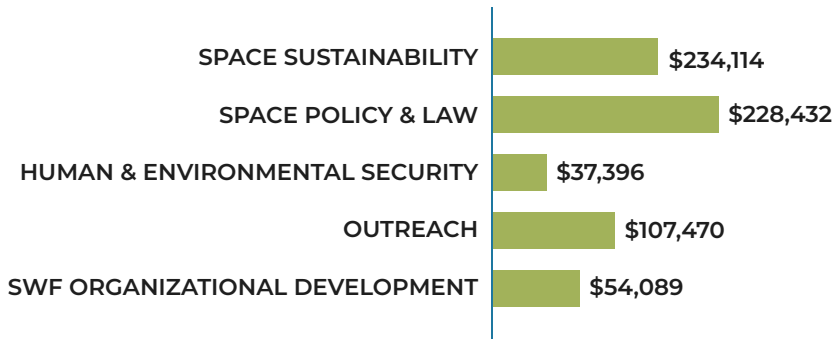 SPACE SUSTAINABILITY $234,114
SPACE POLICY & LAW $228,432
HUMAN & ENVIRONMENTAL SECURITY $37,396
OUTREACH $107,470
SWF ORGANIZATIONAL DEVELOPMENT $54,089